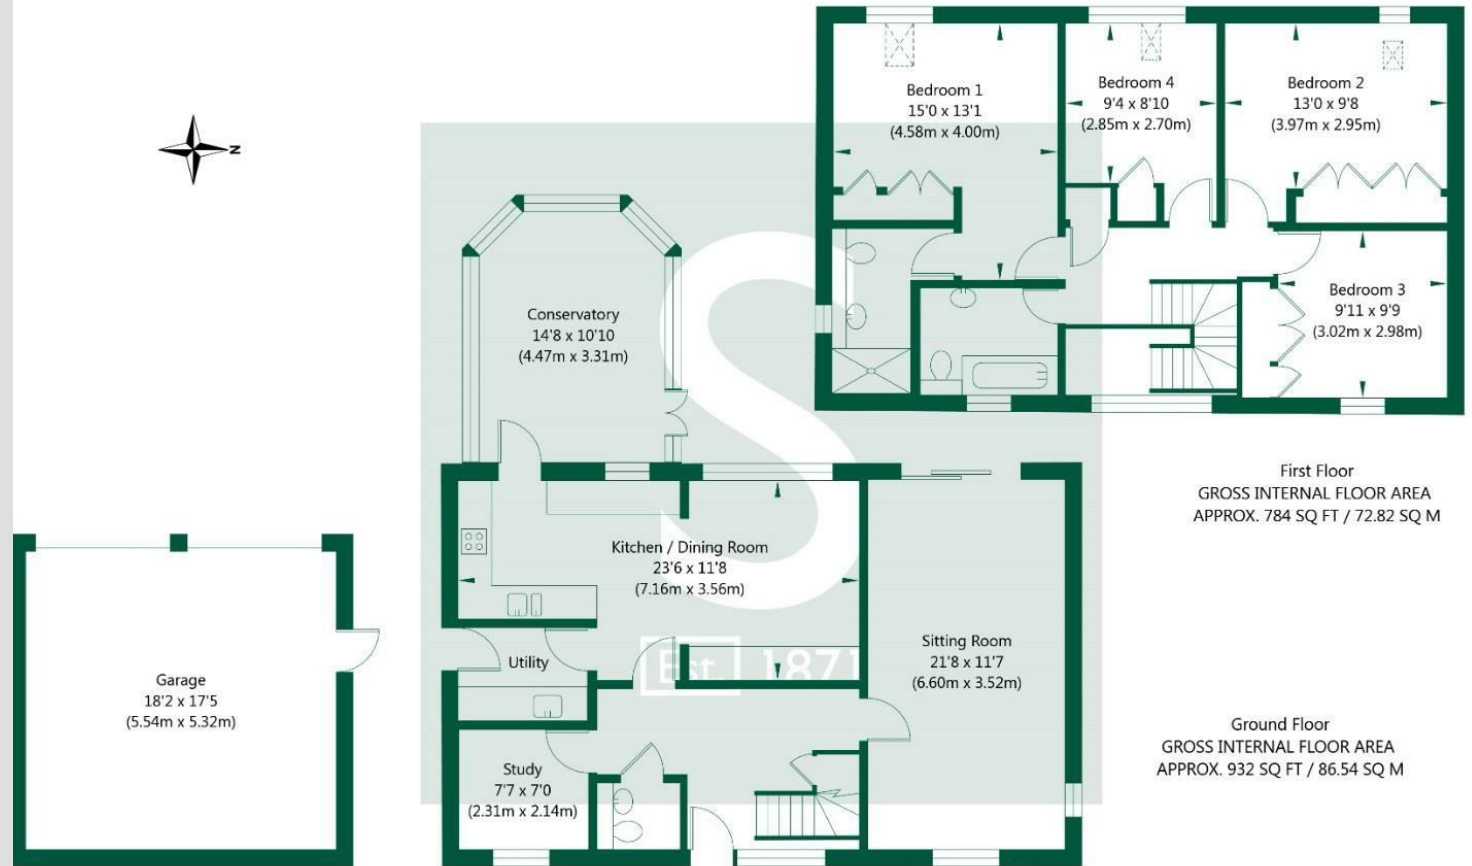 Bedroom 1
15'0 x 13'1
(4.58m x 4.00m)
Bedroom 4
9'4 x 8'10
(2.85m x 2.70m)
Bedroom 2
13'0 x 9'8
(3.97m x 2.95m)
N
Bedroom 3
9'11 x 9'9
(3.02m x 2.98m)
Conservatory
14'8 x 10'10
(4.47m x 3.31m)
S
First Floor
GROSS INTERNAL FLOOR AREA
APPROX. 784 SQ FT / 72.82 SQ M
Kitchen / Dining Room
23'6 x 11'8
(7.16m x 3.56m)
Sitting Room
21'8 x 11'7
(6.60m x 3.52m)
Utility
Est. 1871
Garage
18'2 x 17'5
(5.54m x 5.32m)
Study
7'7 x 7'0
(2.31m x 2.14m)
Ground Floor
GROSS INTERNAL FLOOR AREA
APPROX. 932 SQ FT / 86.54 SQ M